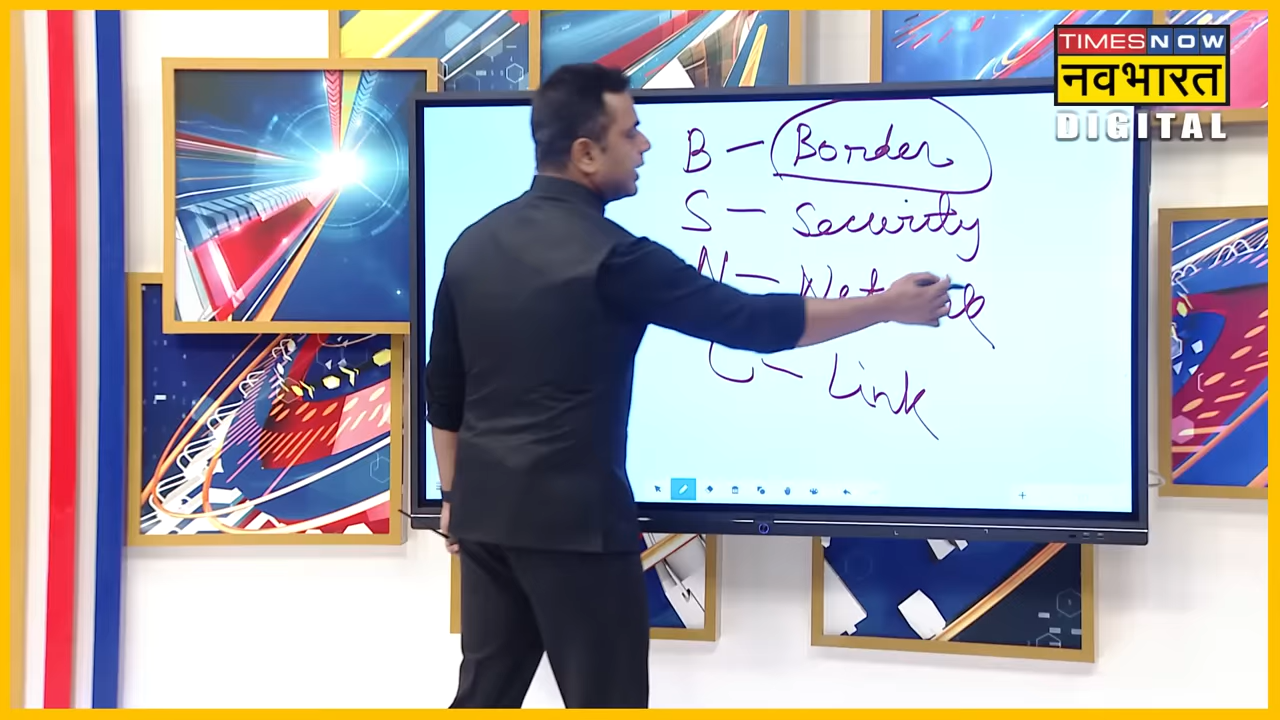 TIMES NOW
नवभारत
DIGITAL
B - Border
S - Security
N -
L - Link